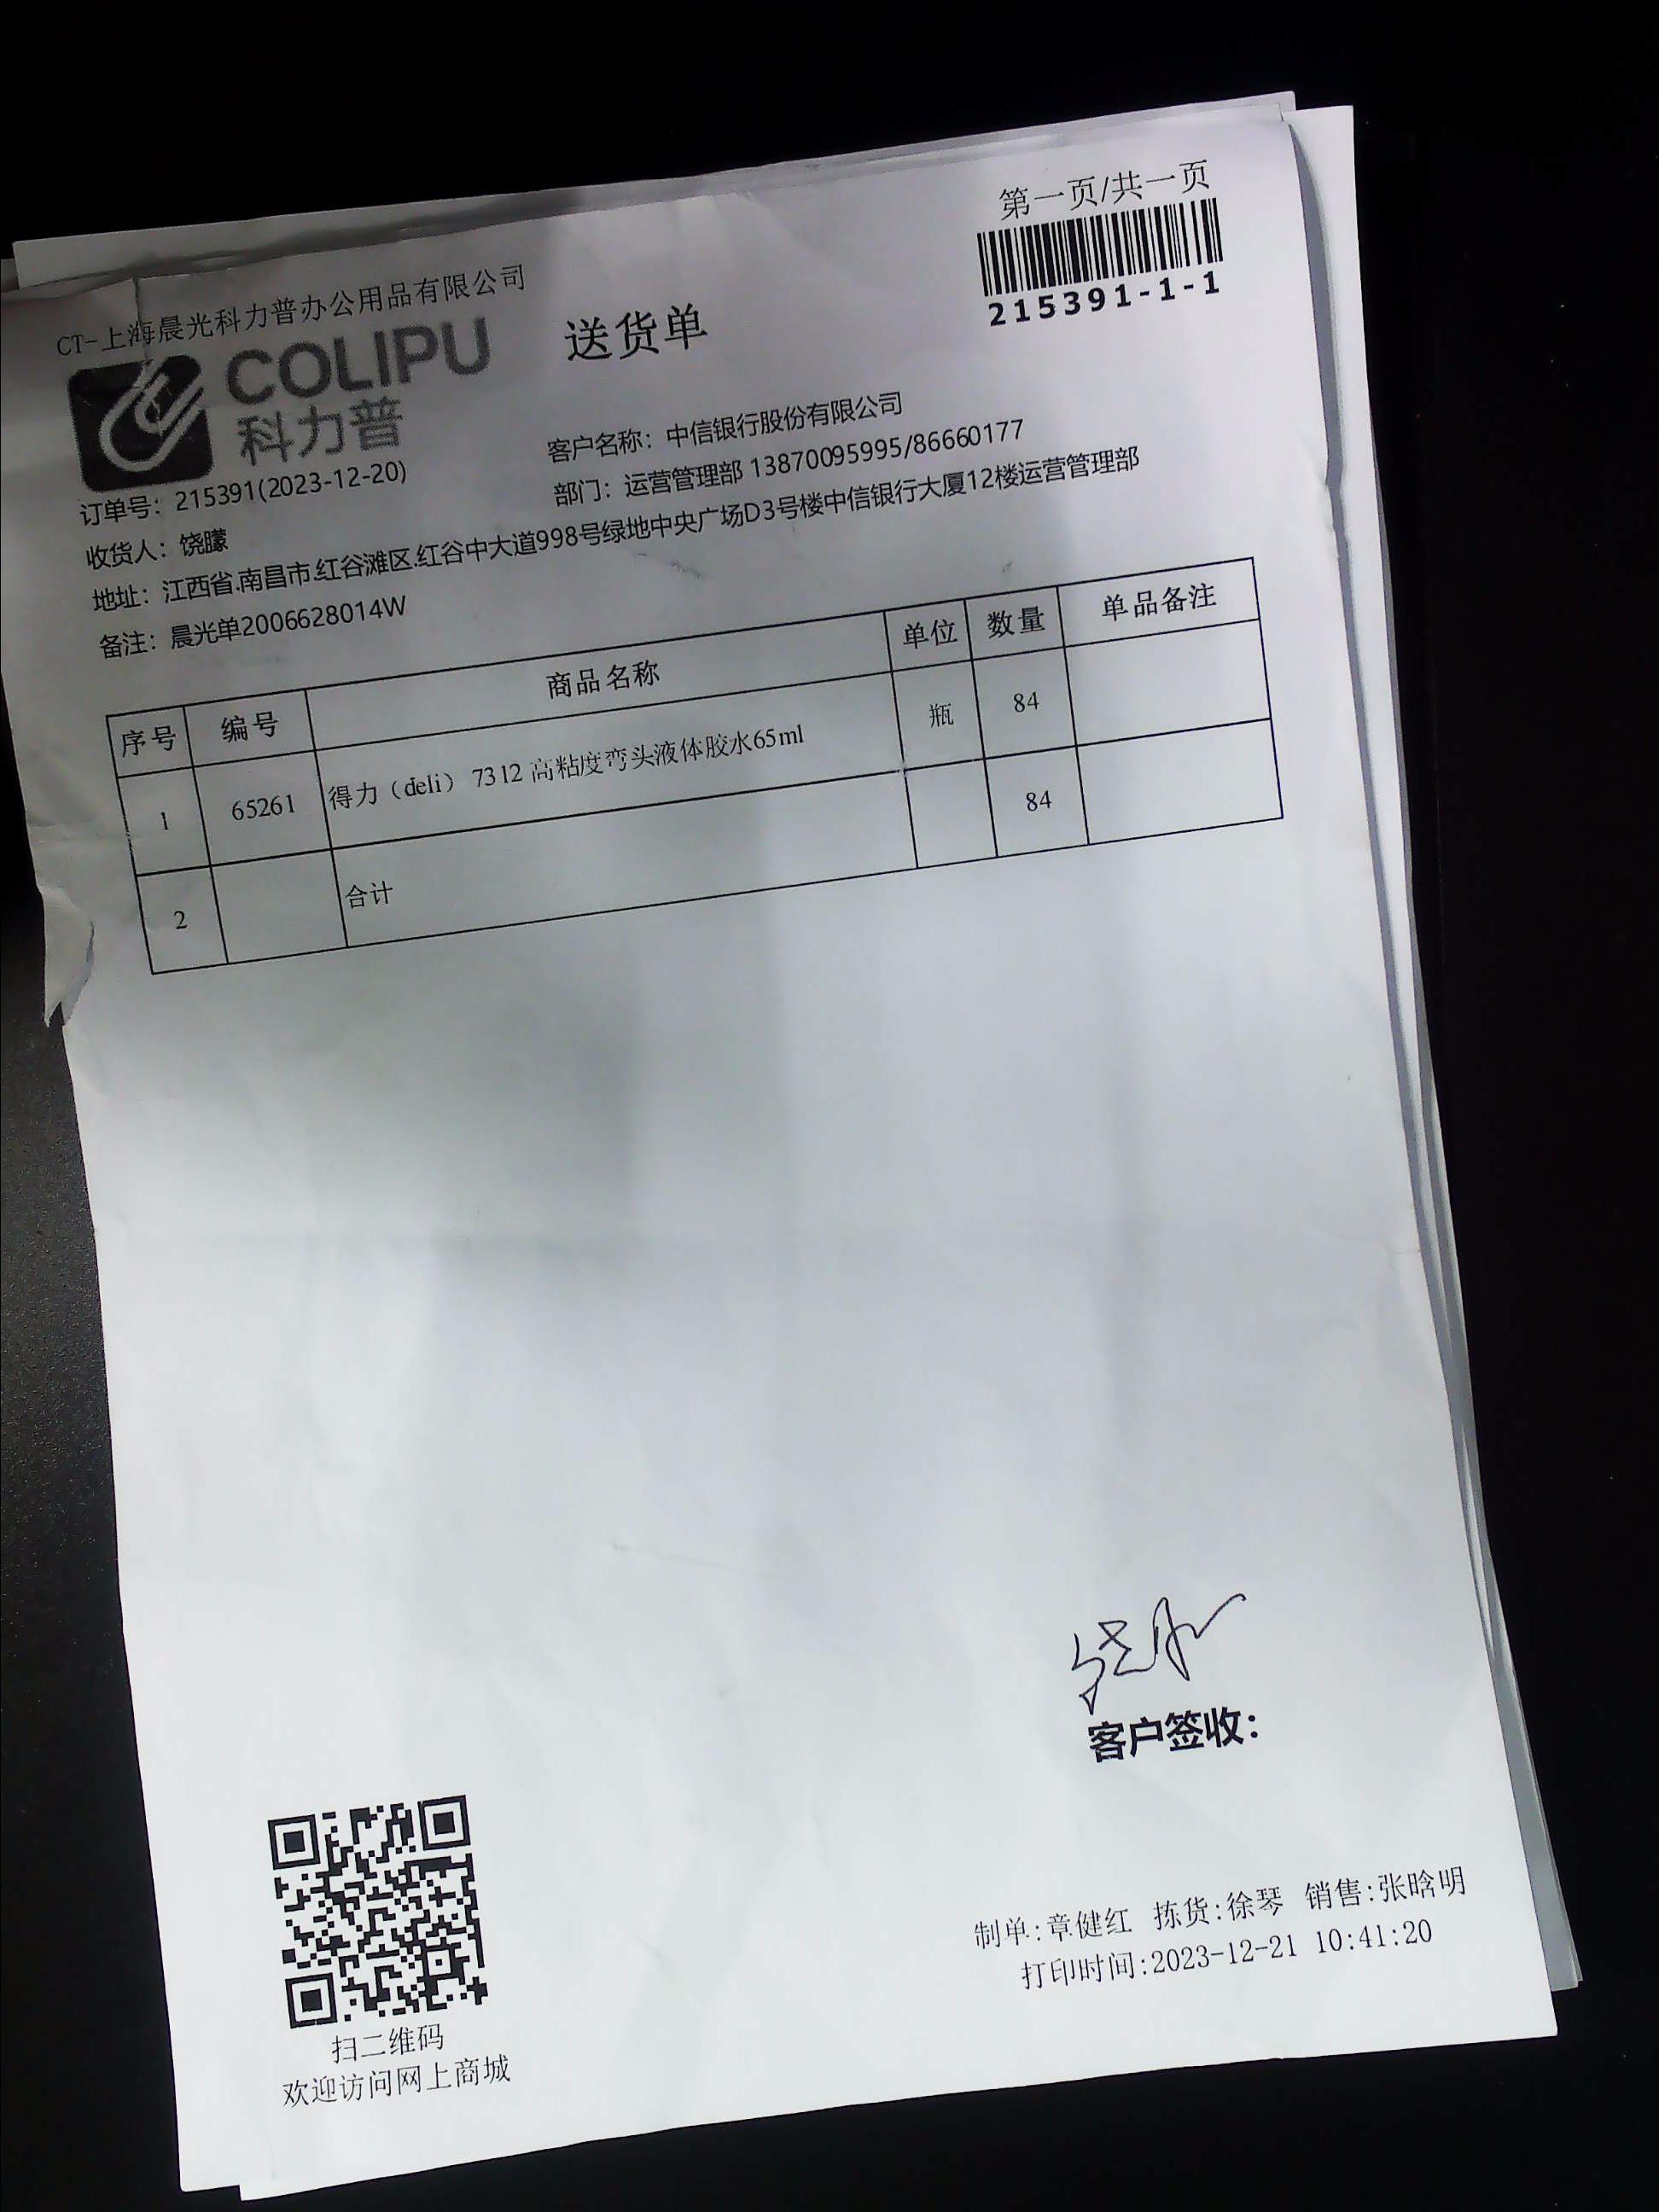 第一页/共一页
215391-1-1
CT-上海晨光科力普办公用品有限公司
COLIPU
科力普
送货单
订单号：215391(2023-12-20)
客户名称：中信银行股份有限公司
收货人：饶朦
部门：运营管理部 13870095995/86660177
地址：江西省.南昌市.红谷滩区.红谷中大道998号绿地中央广场D3号楼中信银行大厦12楼运营管理部
备注：晨光单2006628014W
序号 编号 商品名称 单位 数量 单品备注
1 65261 得力（deli） 7312 高粘度弯头液体胶水65ml 瓶 84
2 合计 84
客户签收：
制单:章健红 拣货:徐琴 销售:张晗明
打印时间:2023-12-21 10:41:20
扫二维码
欢迎访问网上商城